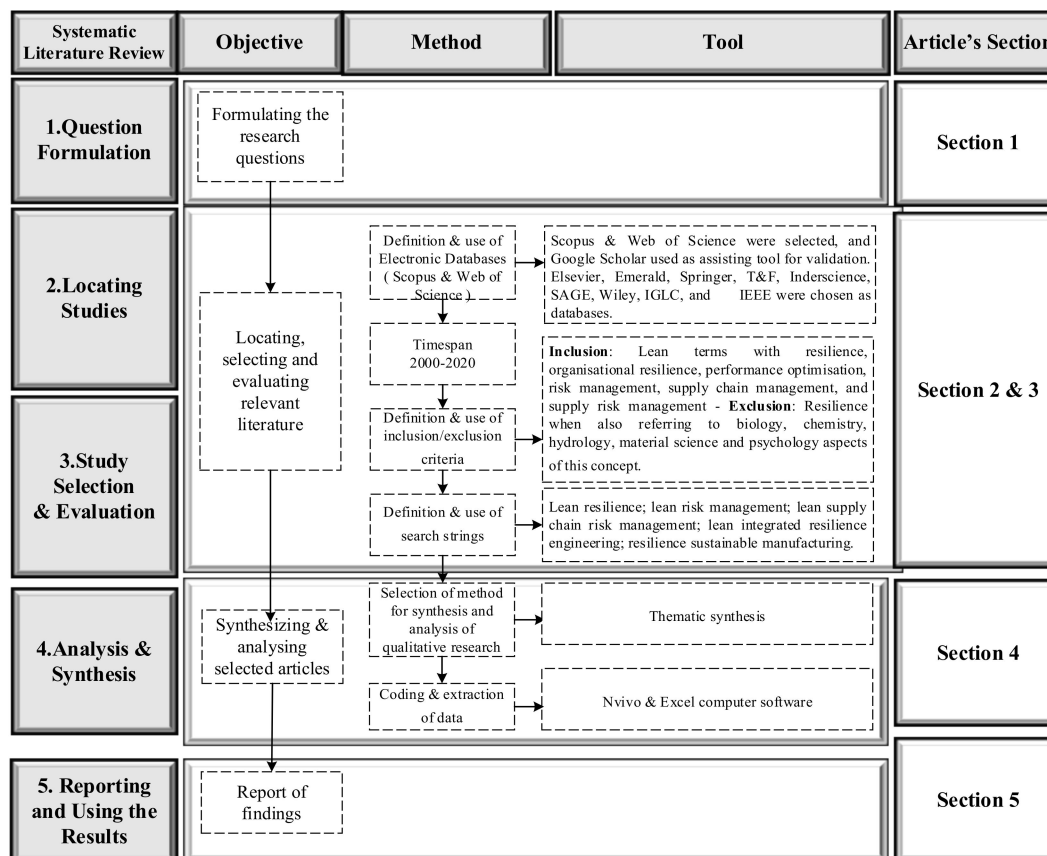 Systematic
Literature Review
Objective
Method
Tool
Article's Section
1.Question
Formulation
Formulating the
research
questions
Section 1
2.Locating
Studies
3.Study
Selection
& Evaluation
Locating,
selecting and
evaluating
relevant
literature
Definition & use of
Electronic Databases
( Scopus & Web of
Science )
Scopus & Web of Science were selected, and
Google Scholar used as assisting tool for validation.
Elsevier, Emerald, Springer, T&F, Inderscience,
SAGE, Wiley, IGLC, and IEEE were chosen as
databases.
Timespan
2000-2020
Definition & use of
inclusion/exclusion
criteria
Inclusion: Lean terms with resilience,
organisational resilience, performance optimisation,
risk management, supply chain management, and
supply risk management - Exclusion: Resilience
when also referring to biology, chemistry,
hydrology, material science and psychology aspects
of this concept.
Definition & use of
search strings
Lean resilience; lean risk management; lean supply
chain risk management; lean integrated resilience
engineering; resilience sustainable manufacturing.
Section 2 & 3
4.Analysis &
Synthesis
Synthesizing &
analysing
selected articles
Selection of method
for synthesis and
analysis of
qualitative research
Thematic synthesis
Coding & extraction
of data
Nvivo & Excel computer software
Section 4
5. Reporting
and Using the
Results
Report of
findings
Section 5